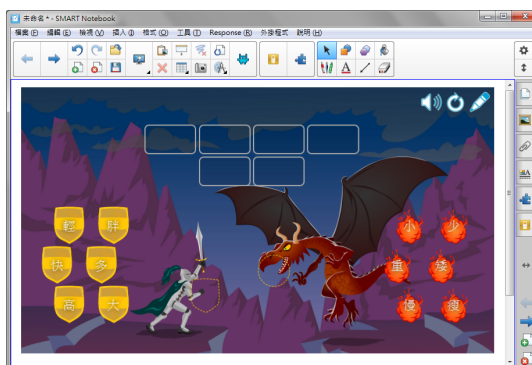 未命名 * - SMART Notebook
檔案 (F) 編輯 (E) 檢視 (V) 插入 (I) 格式 (O) 工具 (T) Response (R) 外掛程式 說明 (H)
輕 胖 小 少
快 多 重 矮
高 大 慢 瘦